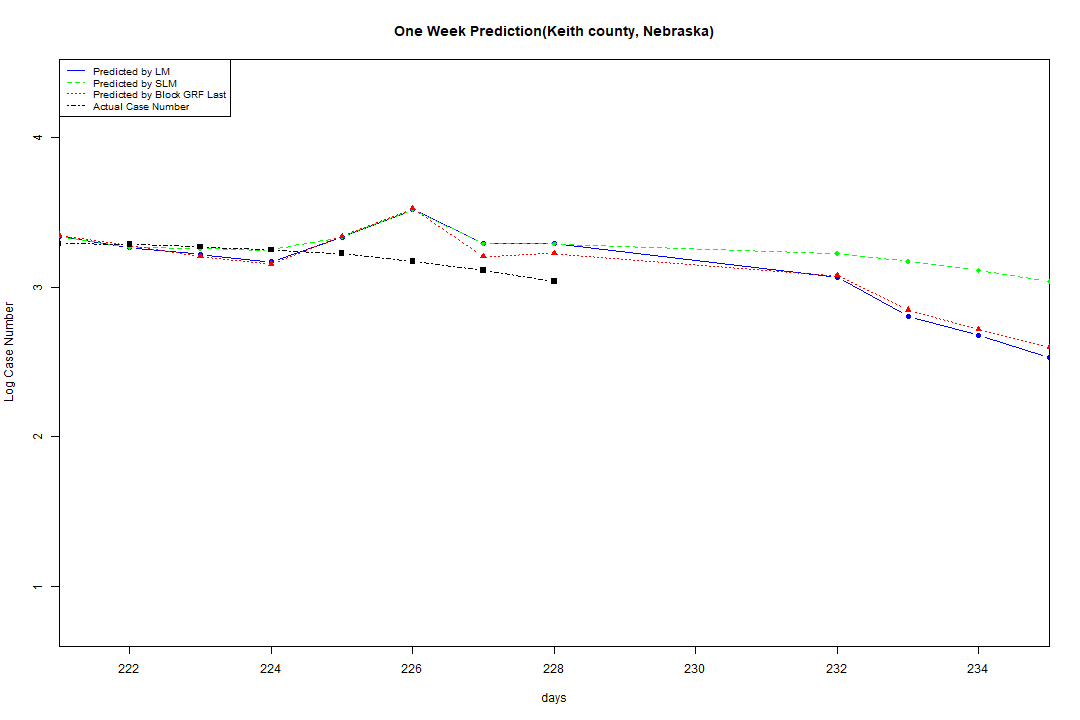 One Week Prediction(Keith county, Nebraska)
Predicted by LM
Predicted by SLM
Predicted by Block GRF Last
Actual Case Number
4
3
2
1
Log Case Number
222 224 226 228 230 232 234
days